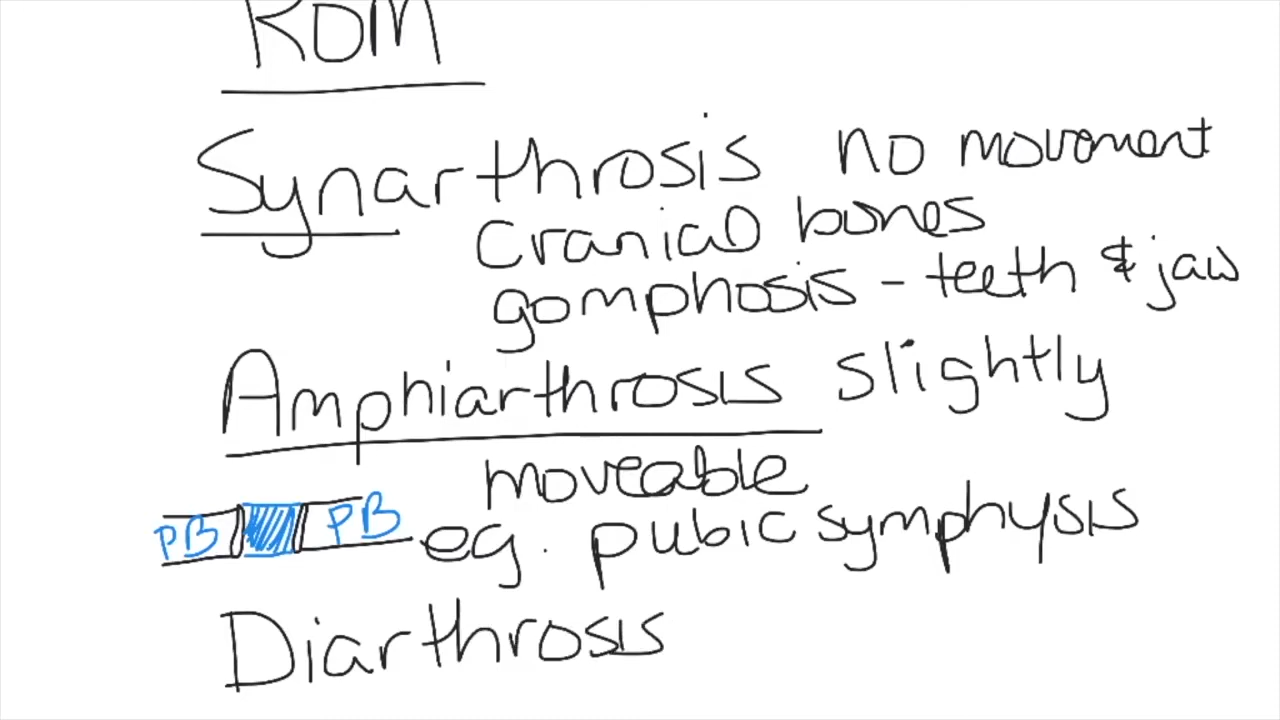 ROM
Synarthrosis no movement
cranial bones
gomphosis - teeth & jaw
Amphiarthrosis slightly
moveable
PB PB eg. pubic symphysis
Diarthrosis